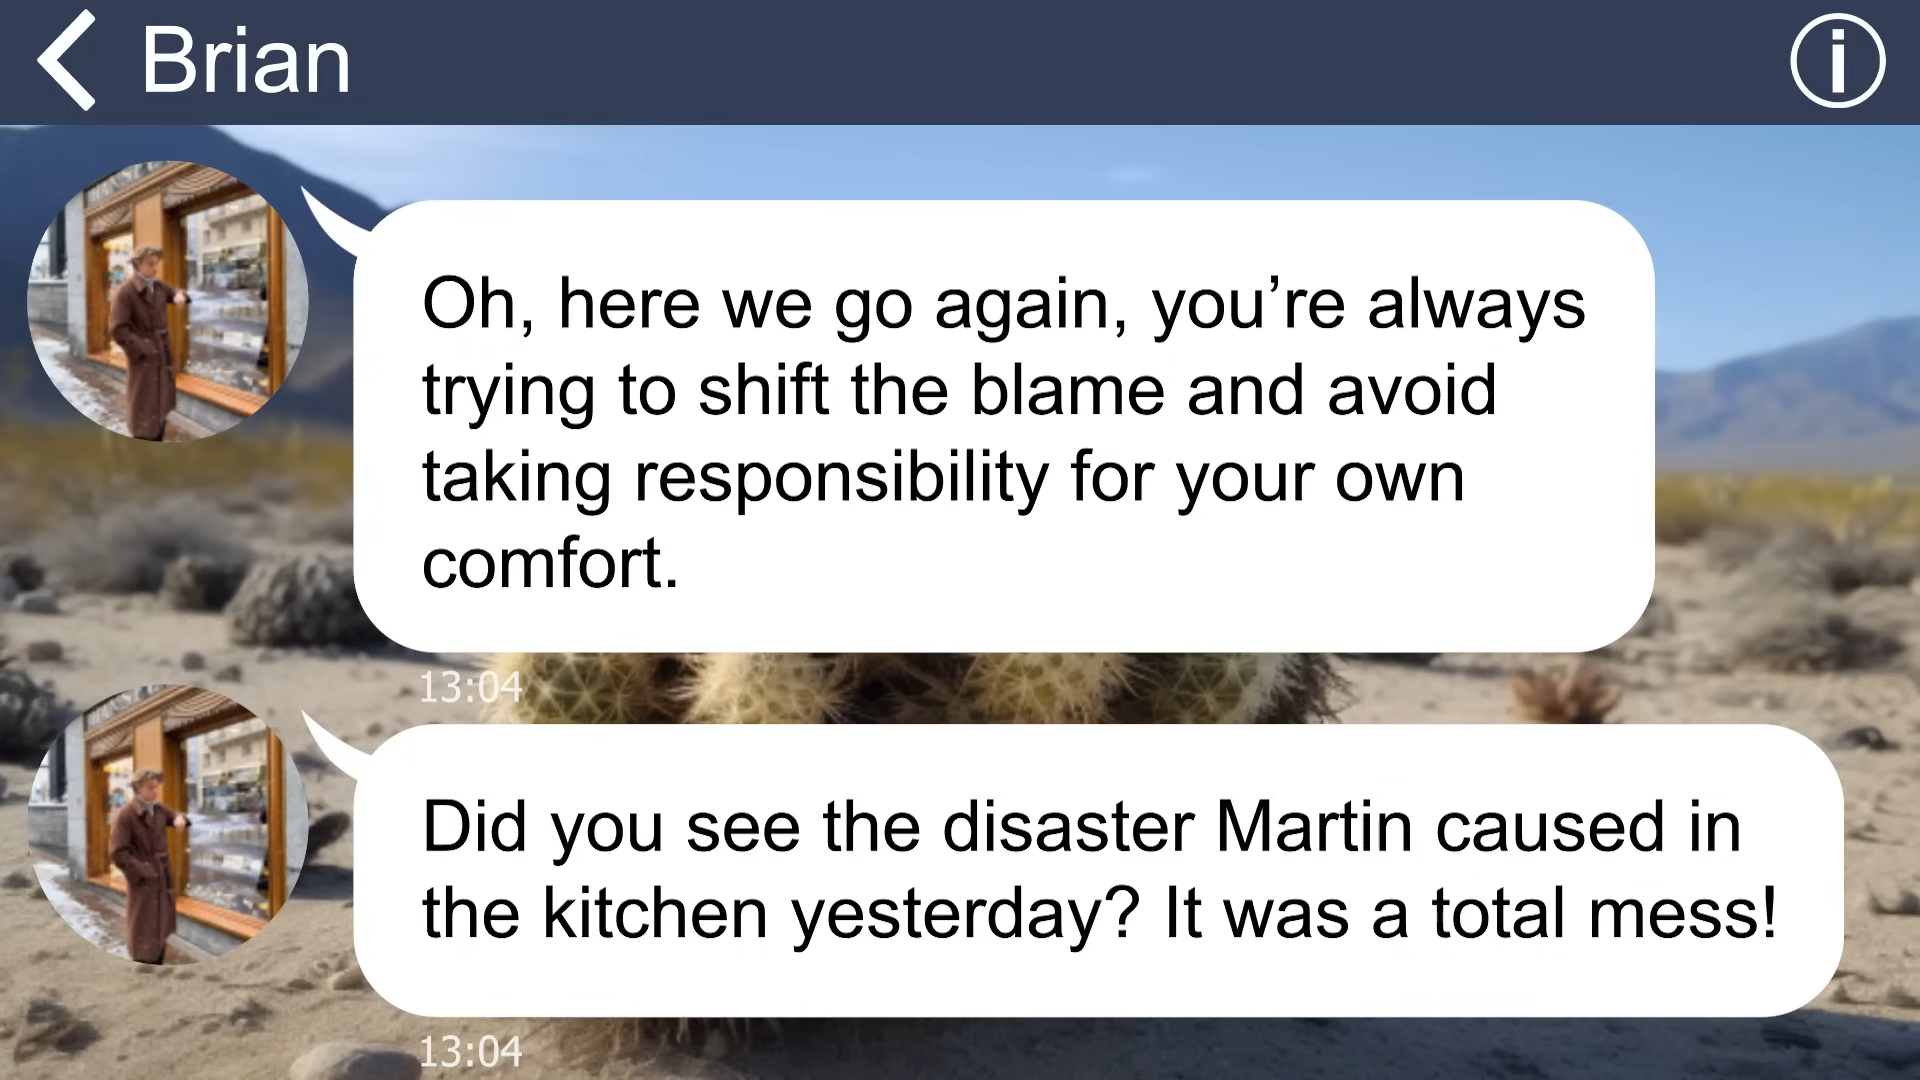 Brian
Oh, here we go again, you’re always
trying to shift the blame and avoid
taking responsibility for your own
comfort.
13:04
Did you see the disaster Martin caused in
the kitchen yesterday? It was a total mess!
13:04